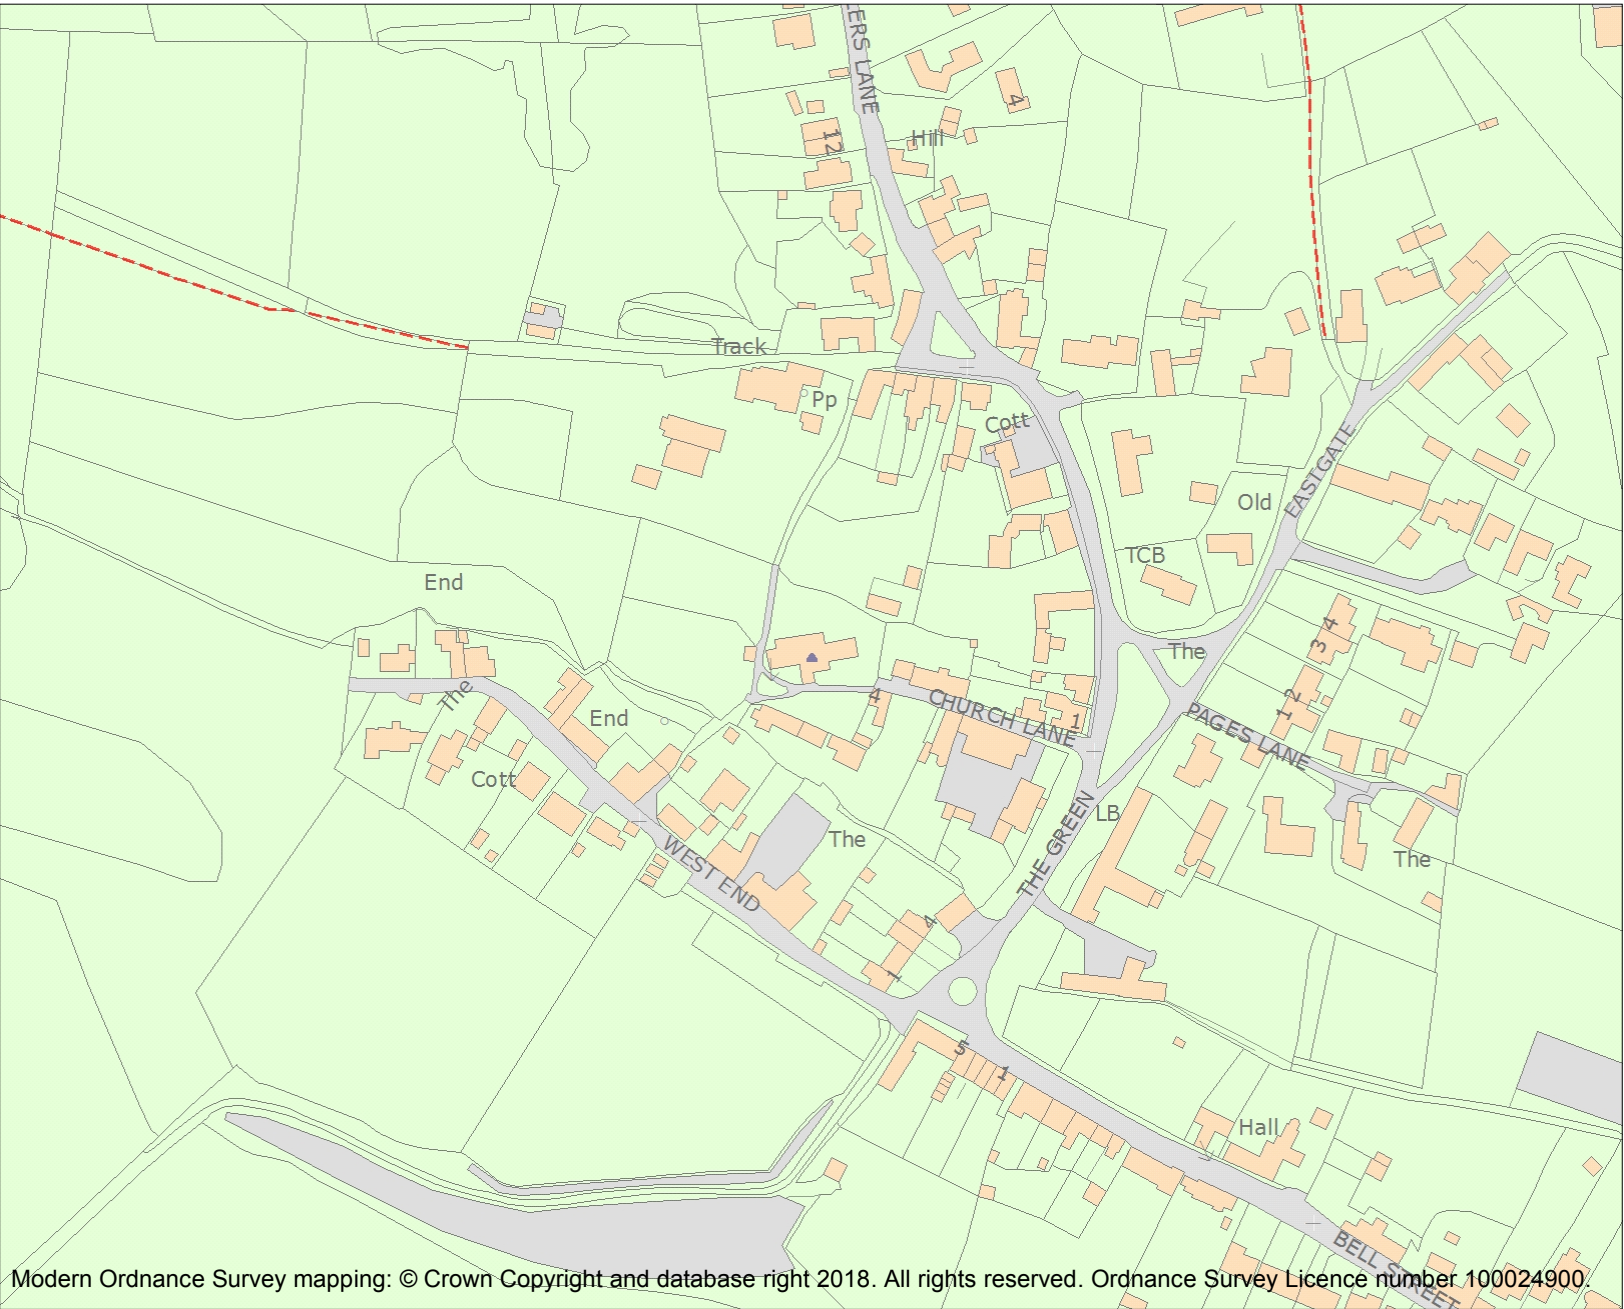 LERS LANE
4
Hill
12
Track
Pp
Cott
EASTGATE
Old
TCB
End
4
3
The
The
End
4
CHURCH LANE
1
2
1
PAGES LANE
Cott
THE GREEN
LB
The
The
WEST END
4
1
5
1
Hall
BELL STREET
Modern Ordnance Survey mapping: © Crown Copyright and database right 2018. All rights reserved. Ordnance Survey Licence number 100024900.